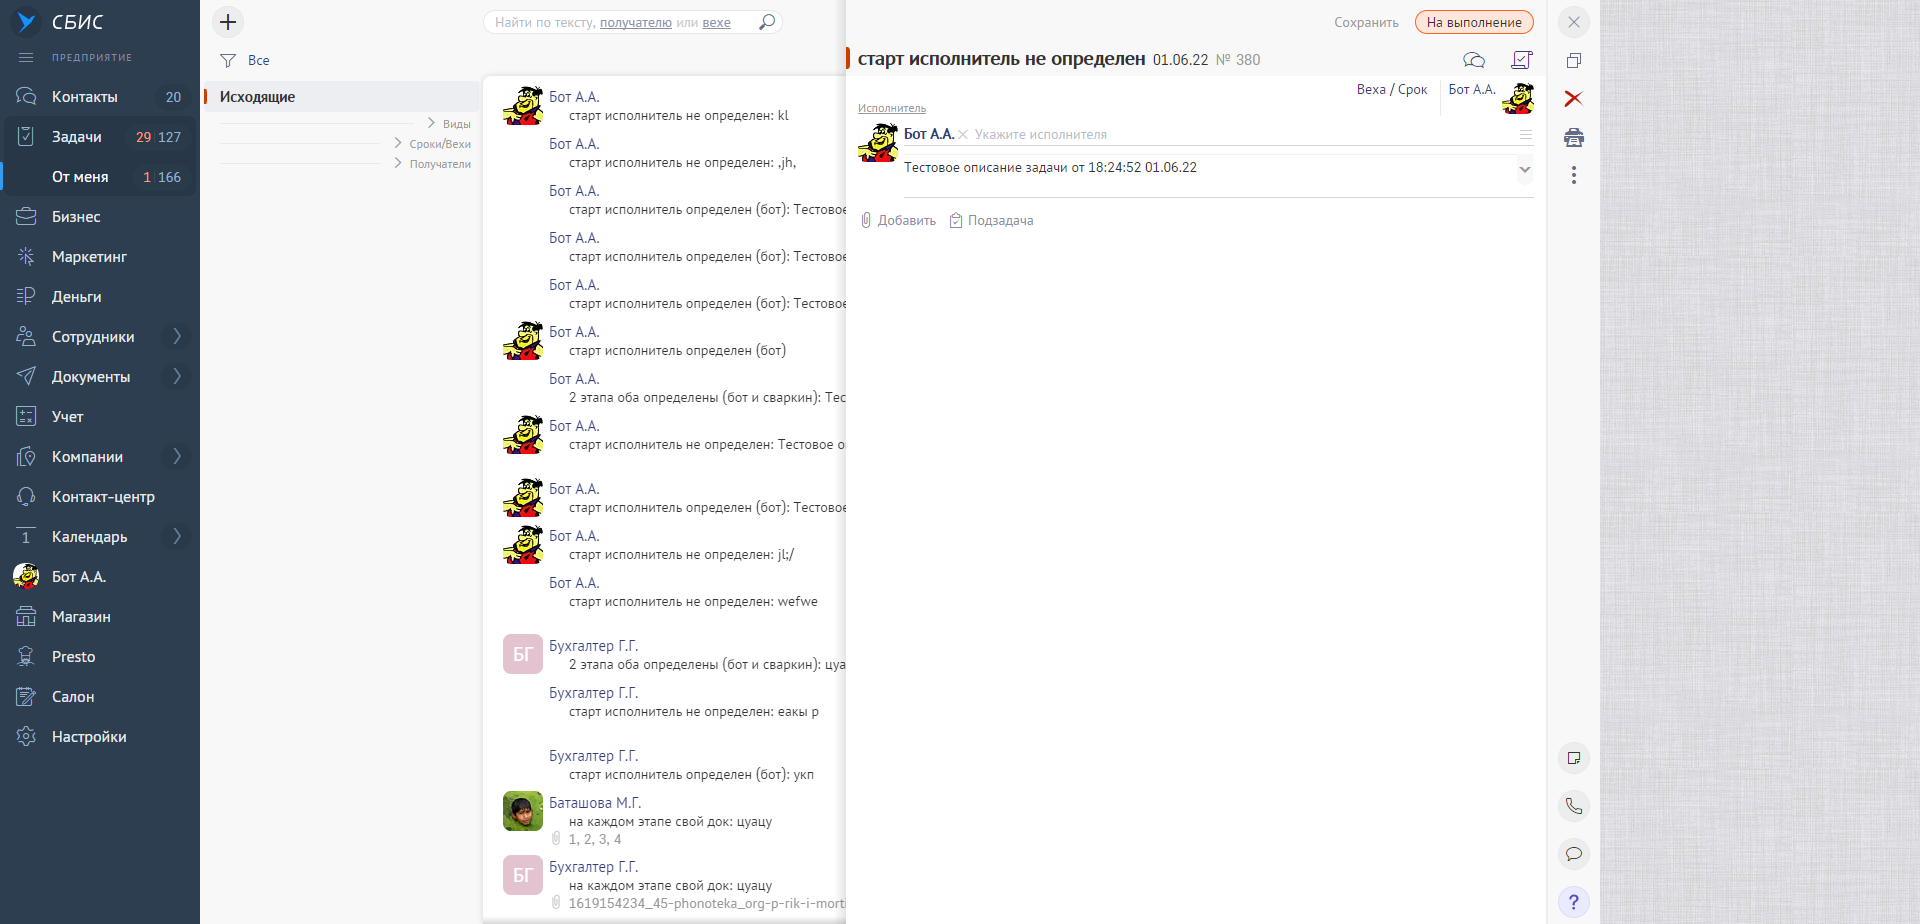 СБИС
ПРЕДПРИЯТИЕ
Контакты 20
Задачи 29 127
От меня 1 166
Бизнес
Маркетинг
Деньги
Сотрудники
Документы
Учет
Компании
Контакт-центр
1 Календарь
Бот А.А.
Магазин
Presto
Салон
Настройки
Найти по тексту, получателю или вехе
Все
Исходящие
Виды
Сроки/Вехи
Получатели
Бот А.А.
старт исполнитель не определен: kl
Бот А.А.
старт исполнитель не определен: ,jh,
Бот А.А.
старт исполнитель определен (бот): Тестовое
Бот А.А.
старт исполнитель определен (бот): Тестовое
Бот А.А.
старт исполнитель определен (бот): Тестовое
Бот А.А.
старт исполнитель определен (бот)
Бот А.А.
2 этапа оба определены (бот и сваркин): Тес
Бот А.А.
старт исполнитель не определен: Тестовое о
Бот А.А.
старт исполнитель определен (бот): Тестовое
Бот А.А.
старт исполнитель не определен: jl;/
Бот А.А.
старт исполнитель не определен: wefwe
БГ
Бухгалтер Г.Г.
2 этапа оба определены (бот и сваркин): цуа
Бухгалтер Г.Г.
старт исполнитель не определен: еакы р
Бухгалтер Г.Г.
старт исполнитель определен (бот): укп
Баташова М.Г.
на каждом этапе свой док: цуацу
1, 2, 3, 4
БГ
Бухгалтер Г.Г.
на каждом этапе свой док: цуацу
1619154234_45-phonoteka_org-p-rik-i-mort
Сохранить
На выполнение
старт исполнитель не определен 01.06.22 № 380
Веха / Срок
Бот А.А.
Исполнитель
Бот А.А. Укажите исполнителя
Тестовое описание задачи от 18:24:52 01.06.22
Добавить
Подзадача
?